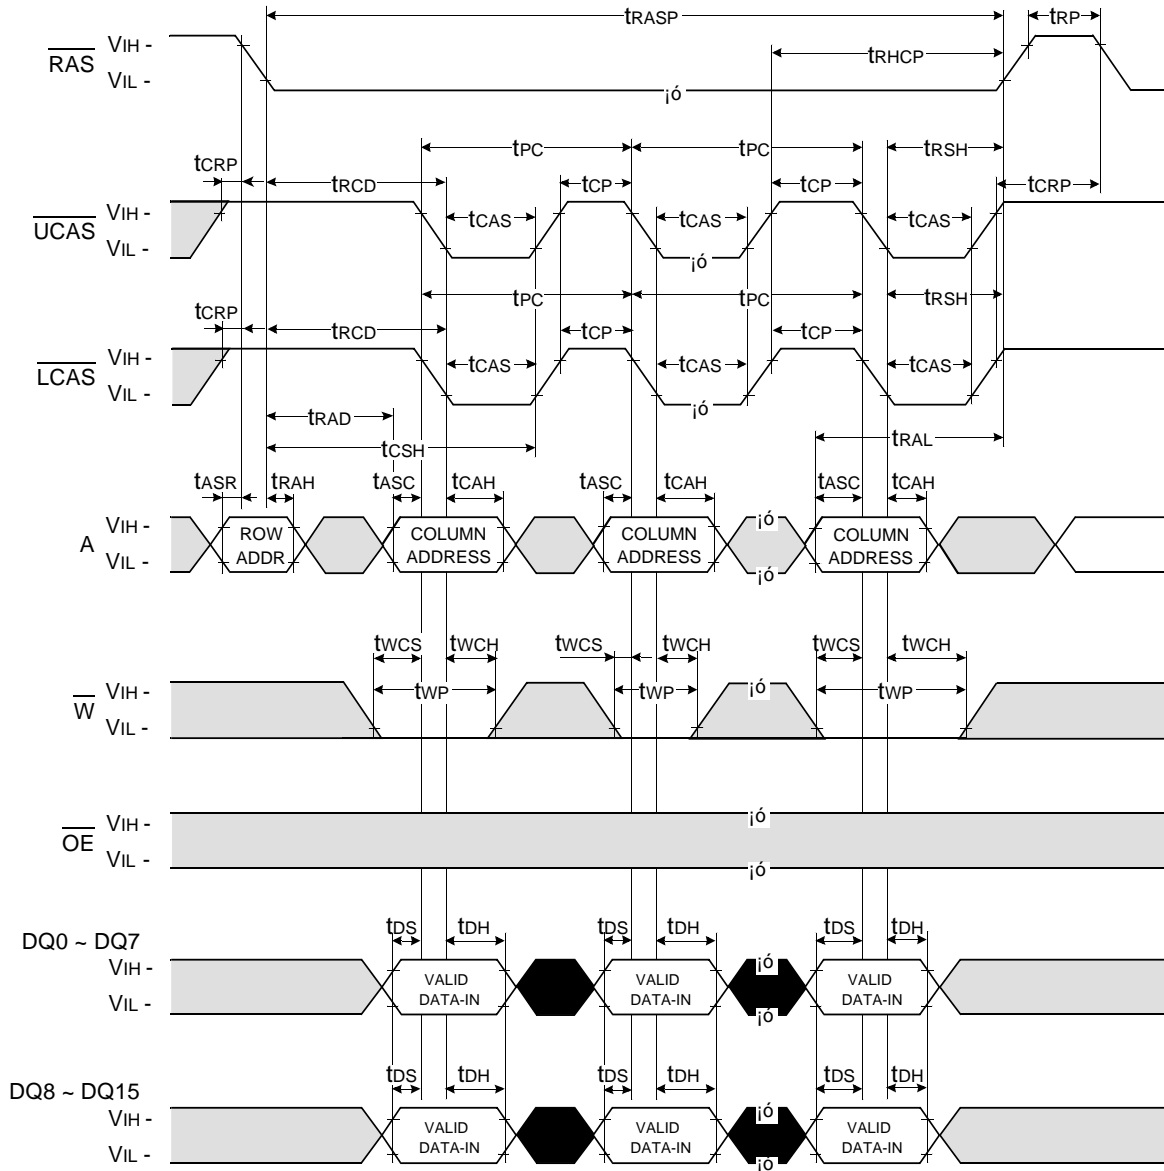 tRASP tRP
RAS VIH -
VIL -
tRHCP
¡ó
tCRP tRCD tPC tPC tRSH
tCP tCP tCRP
UCAS VIH -
VIL -
tCAS tCAS tCAS
¡ó
tCRP tRCD tPC tPC tRSH
tCP tCP
LCAS VIH -
VIL -
tCAS tCAS tCAS
¡ó
tRAD
tCSH tRAL
tASR tRAH tASC tCAH tASC tCAH tASC tCAH
A VIH -
VIL -
ROW
ADDR
COLUMN
ADDRESS
COLUMN
ADDRESS
¡ó
¡ó
COLUMN
ADDRESS
tWCS tWCH tWCS tWCH tWCS tWCH
W VIH -
VIL -
tWP tWP tWP
¡ó
OE VIH -
VIL -
¡ó
¡ó
tDS tDH tDS tDH tDS tDH
DQ0 ~ DQ7
VIH -
VIL -
VALID
DATA-IN
VALID
DATA-IN
¡ó
¡ó
VALID
DATA-IN
tDS tDH tDS tDH tDS tDH
DQ8 ~ DQ15
VIH -
VIL -
VALID
DATA-IN
VALID
DATA-IN
¡ó
¡ó
VALID
DATA-IN